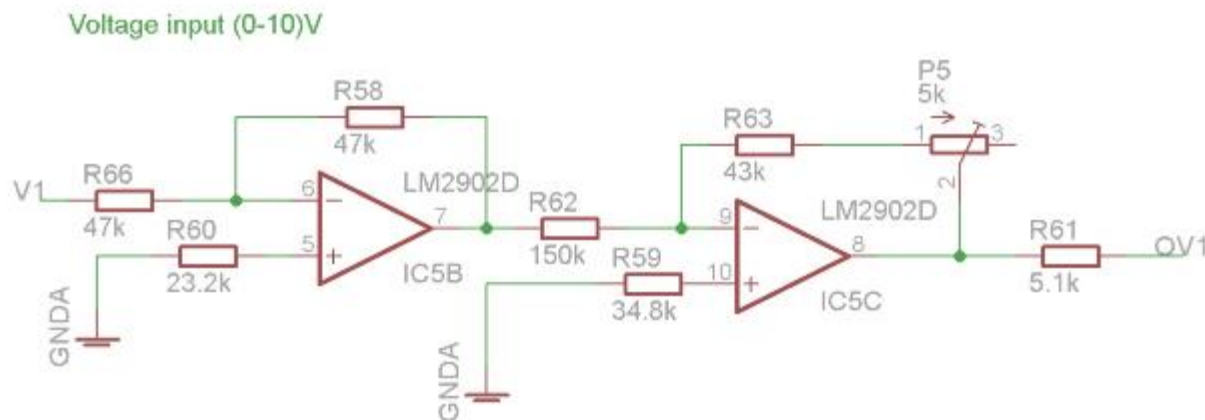 Voltage input (0-10)V
P5
5k
R58
47k
R63
43k
1
3
2
V1
R66
47k
6
5
7
LM2902D
IC5B
R60
23.2k
GNDA
R62
150k
9
10
8
LM2902D
IC5C
R59
34.8k
GNDA
R61
5.1k
OV1